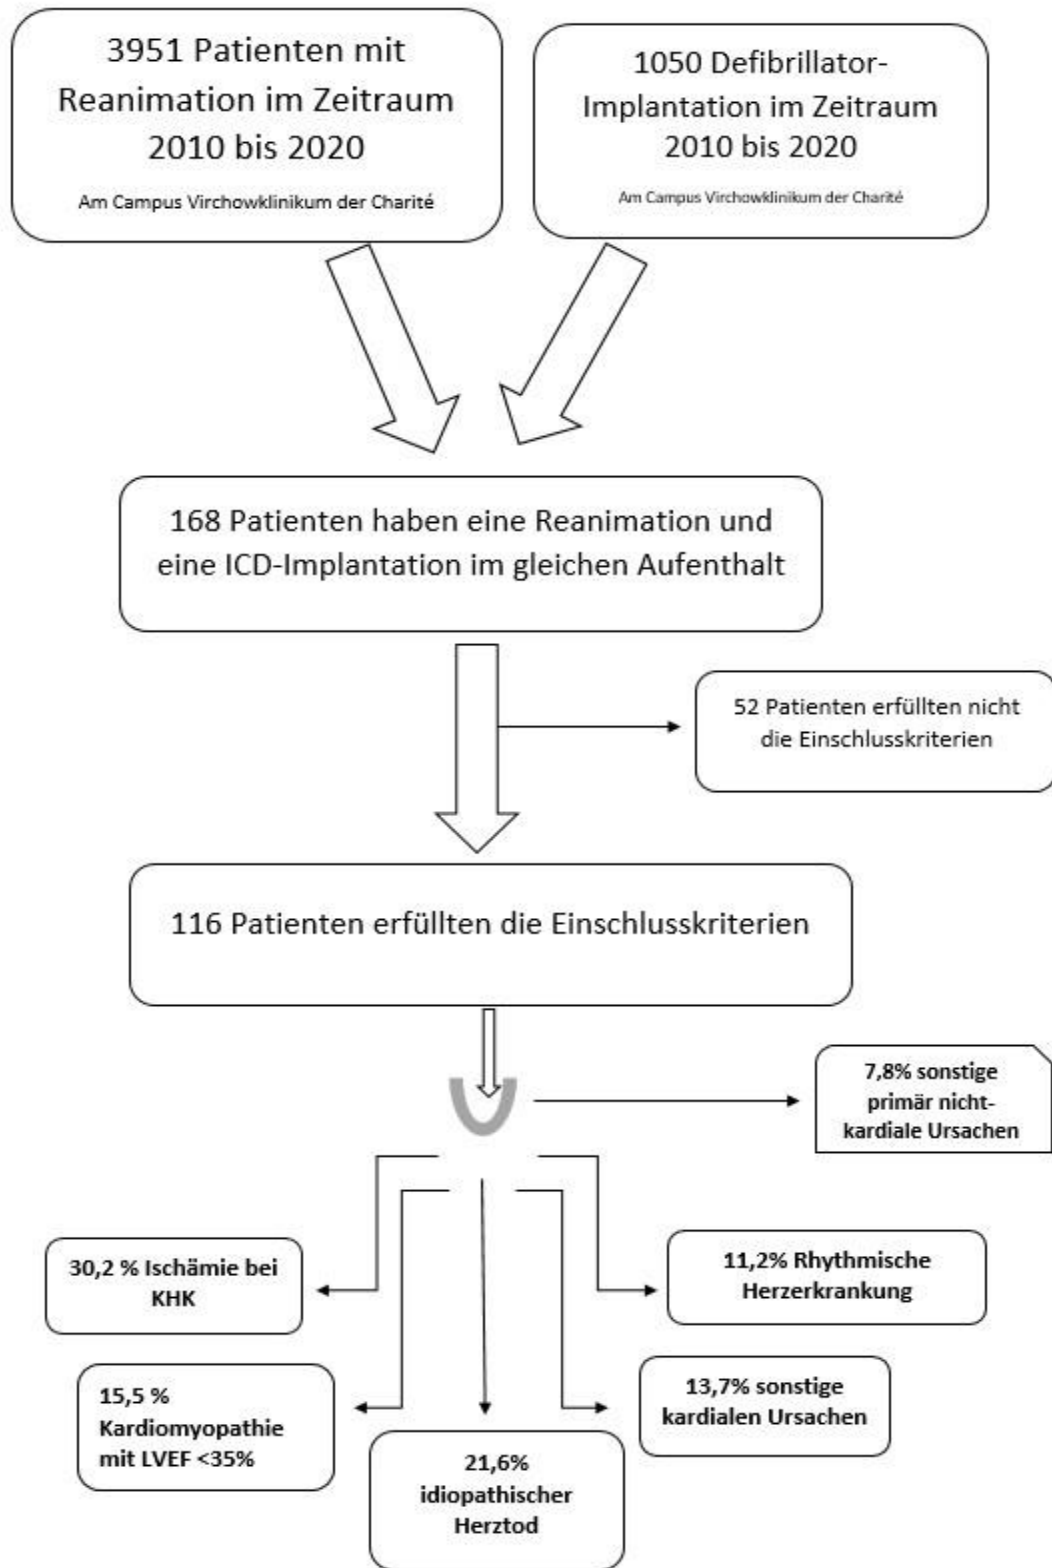 3951 Patienten mit
Reanimation im Zeitraum
2010 bis 2020
Am Campus Virchowklinikum der Charité
1050 Defibrillator-
Implantation im Zeitraum
2010 bis 2020
Am Campus Virchowklinikum der Charité
168 Patienten haben eine Reanimation und
eine ICD-Implantation im gleichen Aufenthalt
52 Patienten erfüllten nicht
die Einschlusskriterien
116 Patienten erfüllten die Einschlusskriterien
7,8% sonstige
primär nicht-
kardiale Ursachen
30,2 % Ischämie bei
KHK
11,2% Rhythmische
Herzerkrankung
15,5 %
Kardiomyopathie
mit LVEF <35%
13,7% sonstige
kardialen Ursachen
21,6%
idiopathischer
Herztod